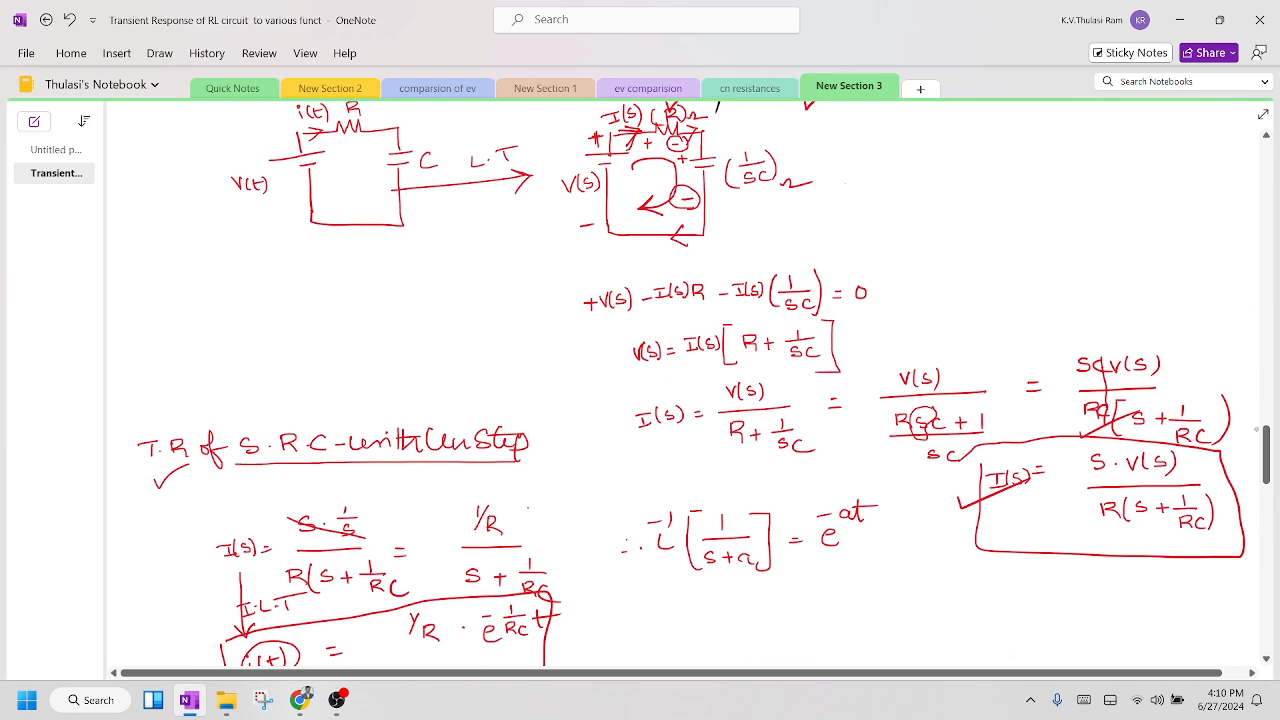 Transient Response of RL circuit to various funct - OneNote
Search
K.V.Thulasi Ram
KR
File Home Insert Draw History Review View Help
Sticky Notes
Share
Thulasi's Notebook
Quick Notes
New Section 2
comparsion of ev
New Section 1
ev comparision
cn resistances
New Section 3
+
Search Notebooks
Untitled p...
Transient...
i(t) R
C
V(t)
L.T
I(s) (R)Ω
+ + - +
V(s)
-
-
(1/SC)Ω
+V(s) - I(s)R - I(s)(1/SC) = 0
V(s) = I(s)[R + 1/SC]
I(s) = V(s)/(R + 1/SC) = V(s)/((RSC + 1)/SC) = SC V(s)/(RC[S + 1/RC])
I(s) = S · V(s)/(R(S + 1/RC))
T.R of S.R.C - with Un Step
I(s) = (S · 1/S)/(R(S + 1/RC)) = (1/R)/(S + 1/RC)
∴ L⁻¹[1/(S+a)] = e^-at
I.L.T
i(t) = 1/R · e^-(1/RC)t
Search
4:10 PM
6/27/2024